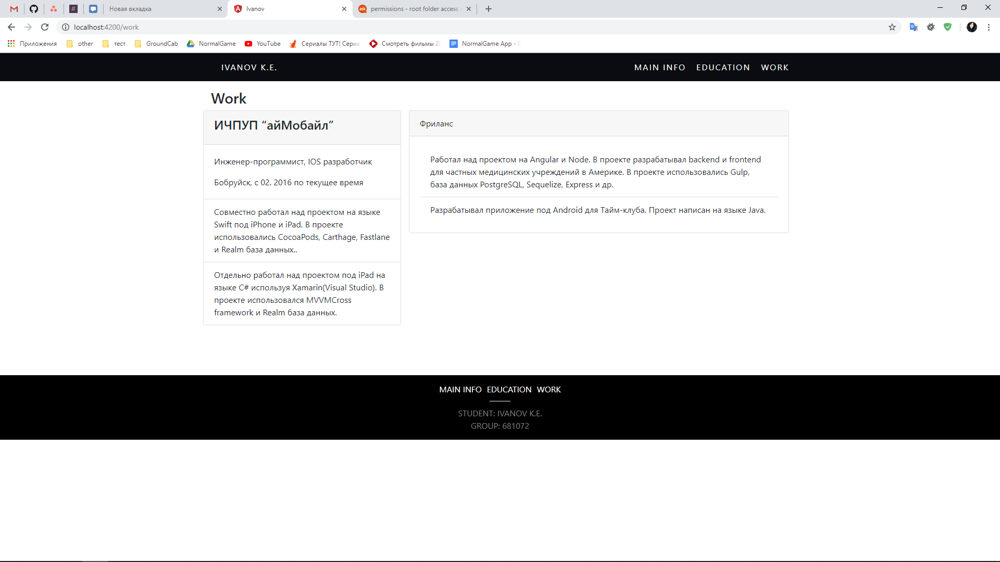 Новая вкладка
Ivanov
permissions - root folder access
localhost:4200/work
Приложения
other
тест
GroundCab
NormalGame
YouTube
Сериалы ТУТ! Сериа
Смотреть фильмы 20
NormalGame App - G
IVANOV K.E.
MAIN INFO EDUCATION WORK
Work
ИЧПУП “айМобайл”
Инженер-программист, IOS разработчик
Бобруйск, с 02. 2016 по текущее время
Совместно работал над проектом на языке
Swift под iPhone и iPad. В проекте
использовались CocoaPods, Carthage, Fastlane
и Realm база данных..
Отдельно работал над проектом под iPad на
языке C# используя Xamarin(Visual Studio). В
проекте использовался MVVMCross
framework и Realm база данных.
Фриланс
Работал над проектом на Angular и Node. В проекте разрабатывал backend и frontend
для частных медицинских учреждений в Америке. В проекте использовались Gulp,
база данных PostgreSQL, Sequelize, Express и др.
Разрабатывал приложение под Android для Тайм-клуба. Проект написан на языке Java.
MAIN INFO EDUCATION WORK
STUDENT: IVANOV K.E.
GROUP: 681072